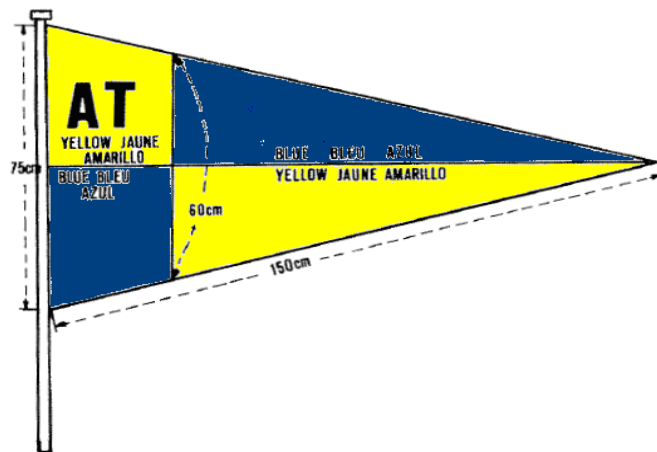 AT
YELLOW JAUNE
AMARILLO
BLUE BLEU AZUL
75cm
BLUE BLEU
AZUL
YELLOW JAUNE AMARILLO
60cm
150cm